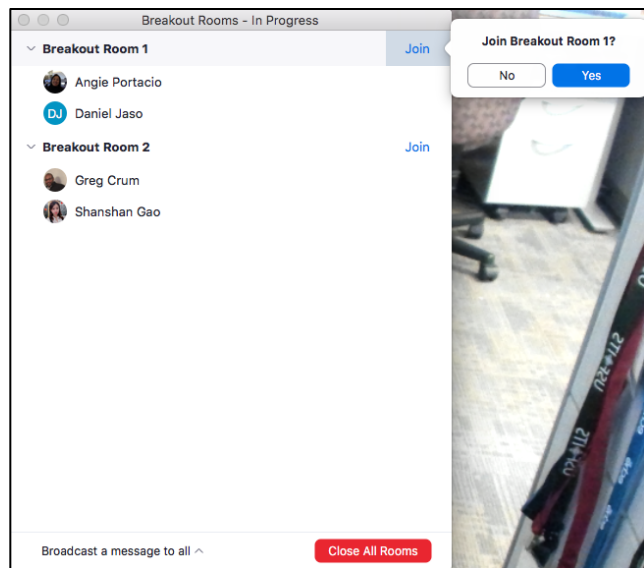 Breakout Rooms - In Progress
Breakout Room 1 Join
Angie Portacio
DJ Daniel Jaso
Breakout Room 2 Join
Greg Crum
Shanshan Gao
Broadcast a message to all
Close All Rooms
Join Breakout Room 1?
No Yes